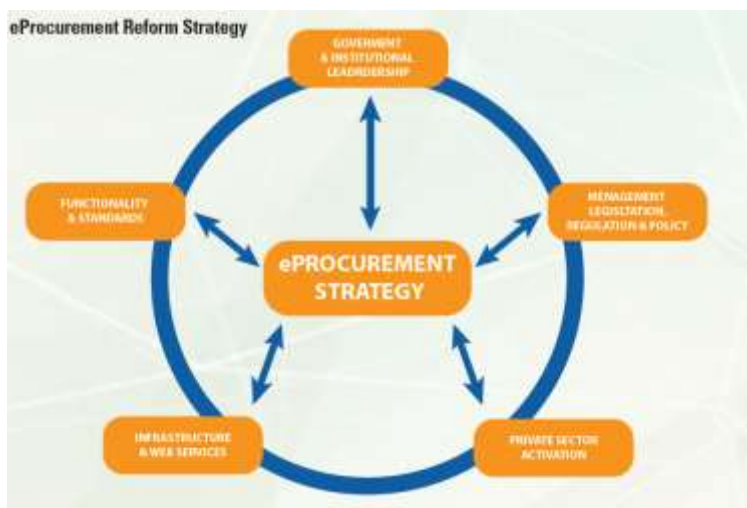 eProcurement Reform Strategy
GOVERMENT
& INSTITUTIONAL
LEADRDERSHIP
FUNCTIONALITY
& STANDARDS
MENAGEMENT
LEGISLTATION,
REGULATION & POLICY
ePROCUREMENT
STRATEGY
INFRASTRUCTURE
& WEB SERVICES
PRIVATE SECTOR
ACTIVATION